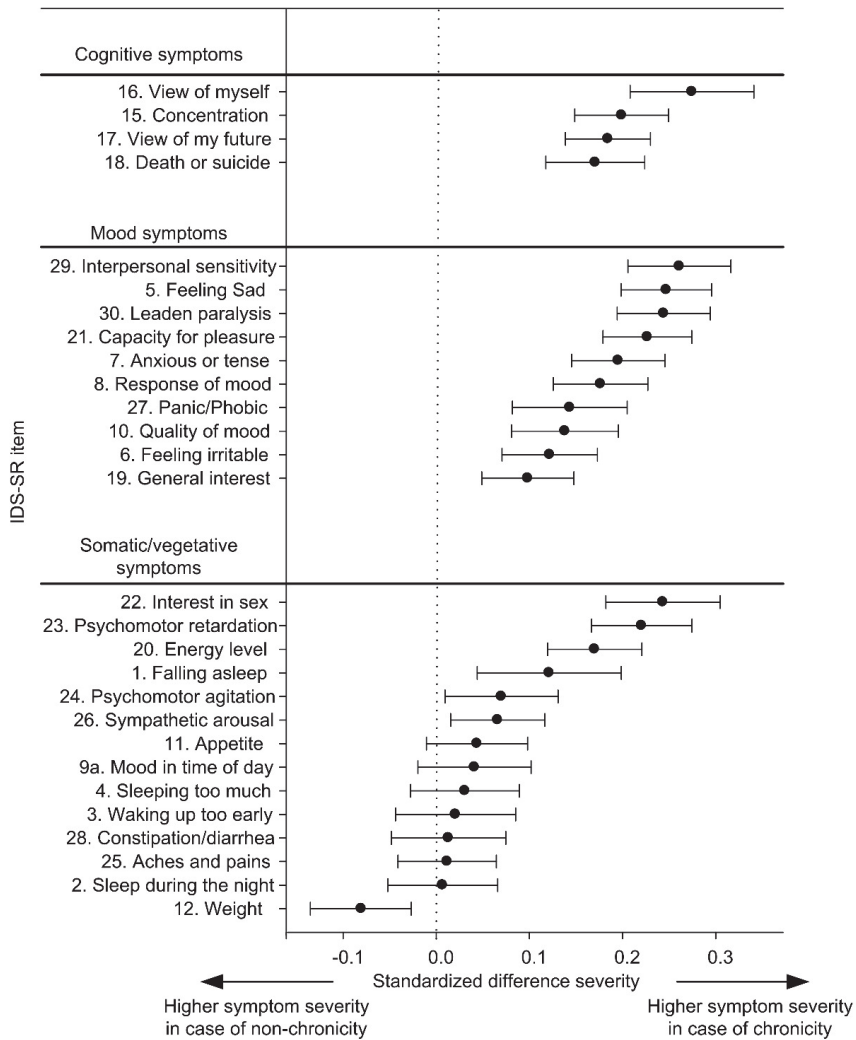 Cognitive symptoms
16. View of myself
15. Concentration
17. View of my future
18. Death or suicide
Mood symptoms
29. Interpersonal sensitivity
5. Feeling Sad
30. Leaden paralysis
21. Capacity for pleasure
7. Anxious or tense
8. Response of mood
27. Panic/Phobic
10. Quality of mood
6. Feeling irritable
19. General interest
IDS-SR item
Somatic/vegetative
symptoms
22. Interest in sex
23. Psychomotor retardation
20. Energy level
1. Falling asleep
24. Psychomotor agitation
26. Sympathetic arousal
11. Appetite
9a. Mood in time of day
4. Sleeping too much
3. Waking up too early
28. Constipation/diarrhea
25. Aches and pains
2. Sleep during the night
12. Weight
-0.1 0.0 0.1 0.2 0.3
Standardized difference severity
Higher symptom severity
in case of non-chronicity
Higher symptom severity
in case of chronicity